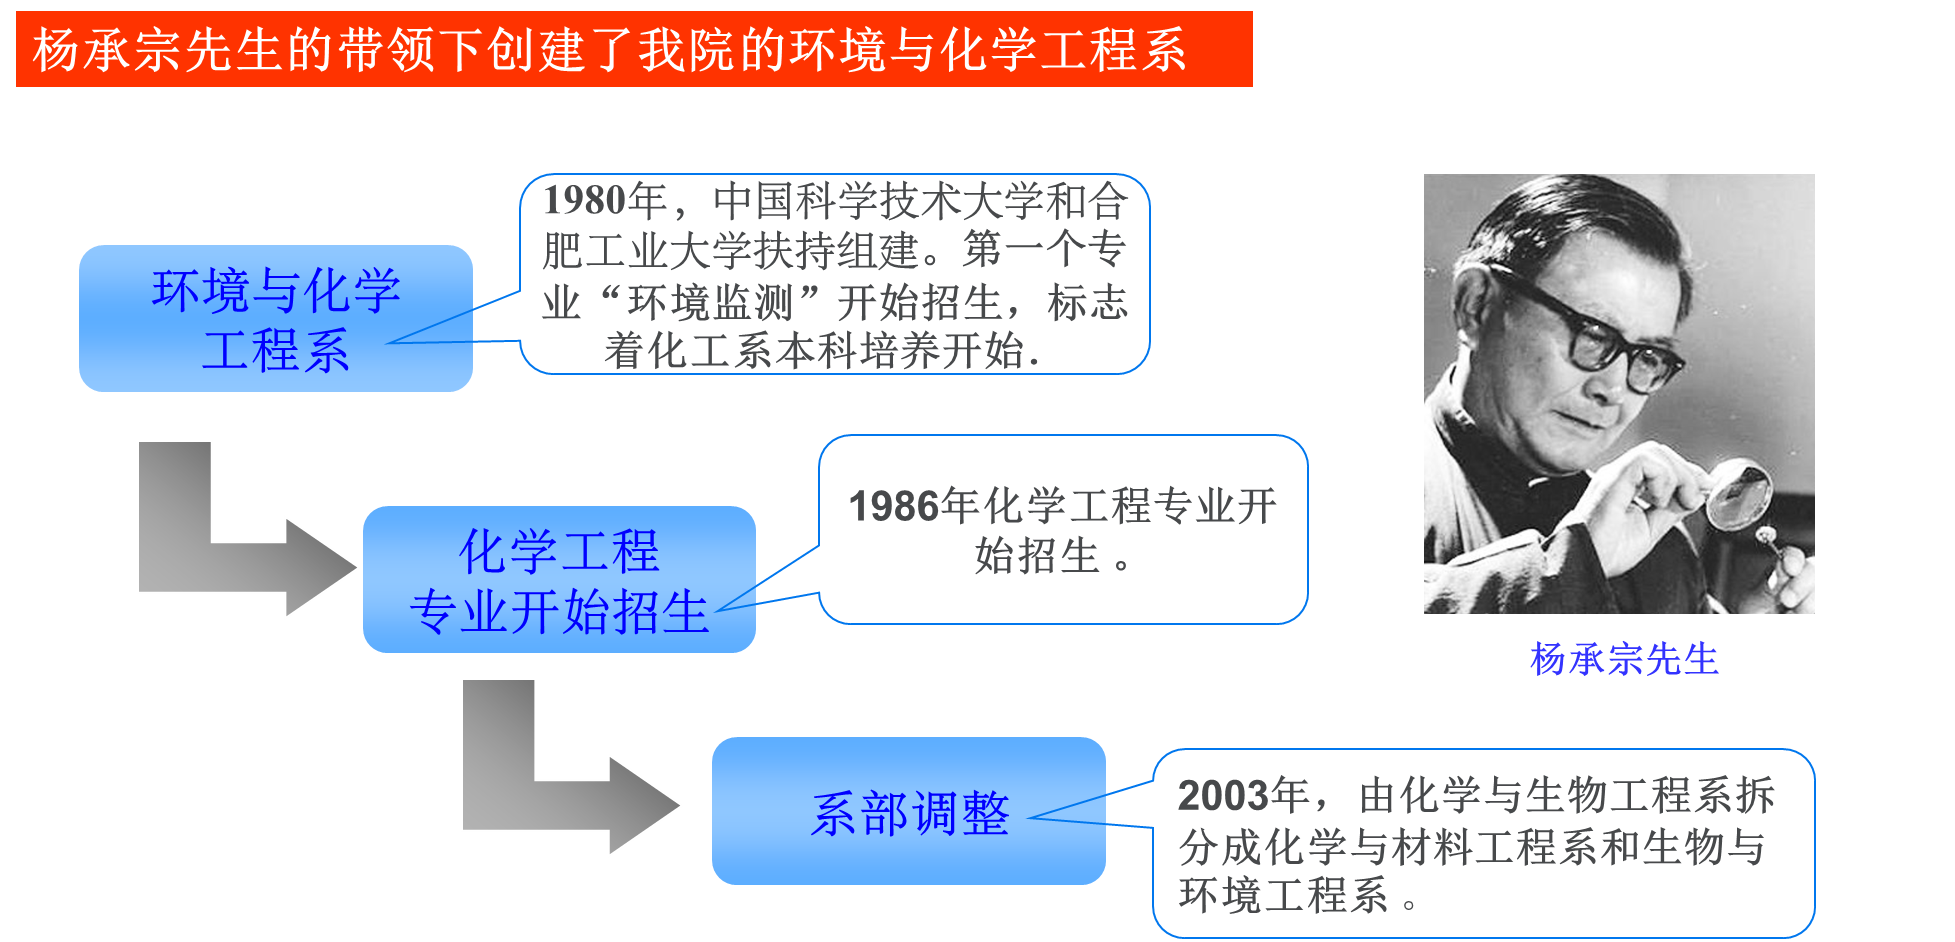 杨承宗先生的带领下创建了我院的环境与化学工程系
环境与化学
工程系
1980年，中国科学技术大学和合
肥工业大学扶持组建。第一个专
业“环境监测”开始招生，标志
着化工系本科培养开始.
化学工程
专业开始招生
1986年化学工程专业开
始招生 。
杨承宗先生
系部调整
2003年，由化学与生物工程系拆
分成化学与材料工程系和生物与
环境工程系 。